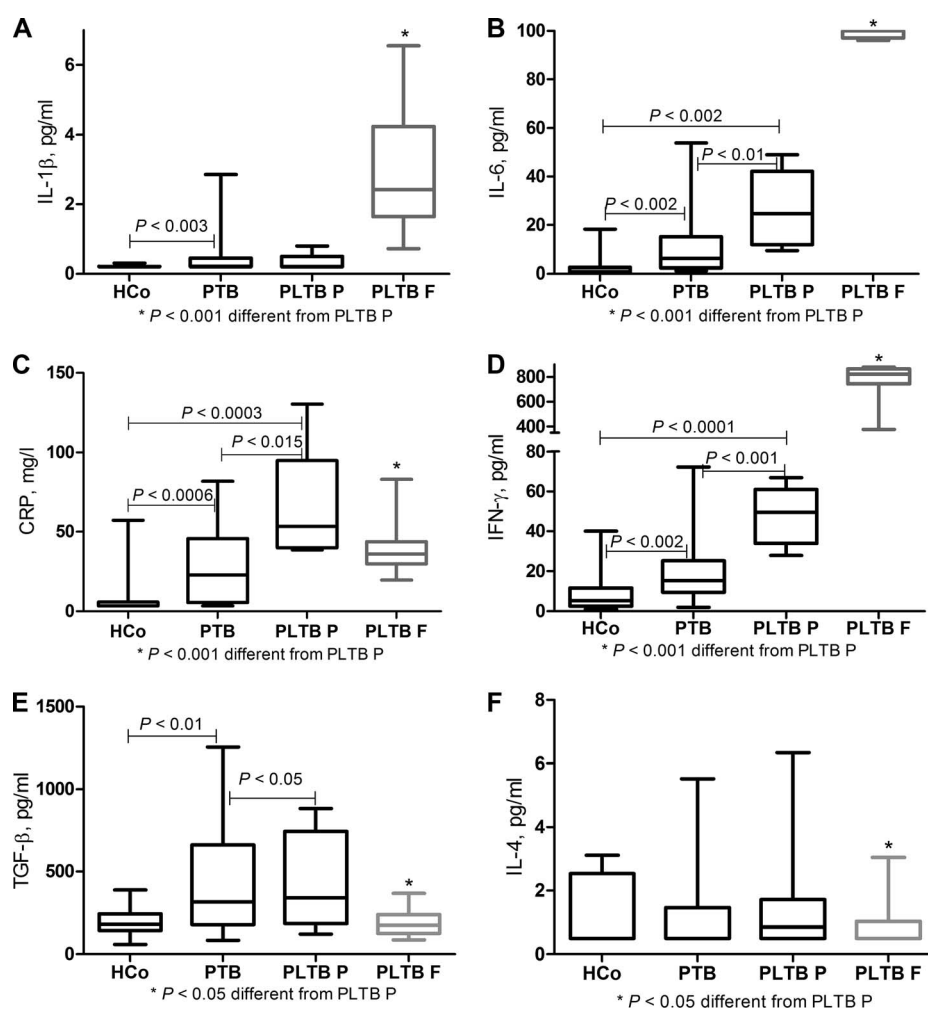 A
IL-1β, pg/ml
6
4
2
0
P < 0.003
*
HCo PTB PLTB P PLTB F
* P < 0.001 different from PLTB P
B
IL-6, pg/ml
100
80
60
40
20
0
*
P < 0.002
P < 0.01
P < 0.002
HCo PTB PLTB P PLTB F
* P < 0.001 different from PLTB P
C
CRP, mg/l
150
100
50
0
P < 0.0003
P < 0.015
P < 0.0006
*
HCo PTB PLTB P PLTB F
* P < 0.001 different from PLTB P
D
IFN-γ, pg/ml
800
600
400
80
60
40
20
0
*
P < 0.0001
P < 0.001
P < 0.002
HCo PTB PLTB P PLTB F
* P < 0.001 different from PLTB P
E
TGF-β, pg/ml
1500
1000
500
0
P < 0.01
P < 0.05
*
HCo PTB PLTB P PLTB F
* P < 0.05 different from PLTB P
F
IL-4, pg/ml
8
6
4
2
0
*
HCo PTB PLTB P PLTB F
* P < 0.05 different from PLTB P